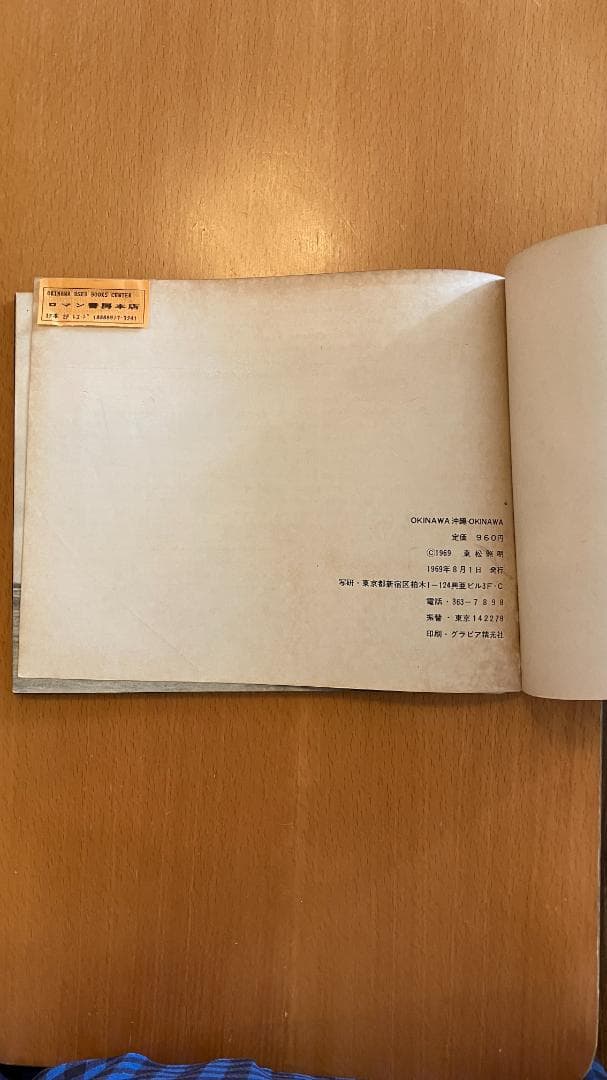 OKINAWA USED BOOKS CENTER
ロマン書房本店
OKINAWA 沖縄 OKINAWA
定価 960円
©1969 東松照明
1969年8月1日 発行
写研・東京都新宿区柏木1-124興亜ビル3F・C
電話・363-7898
振替・東京142278
印刷・グラビア精光社